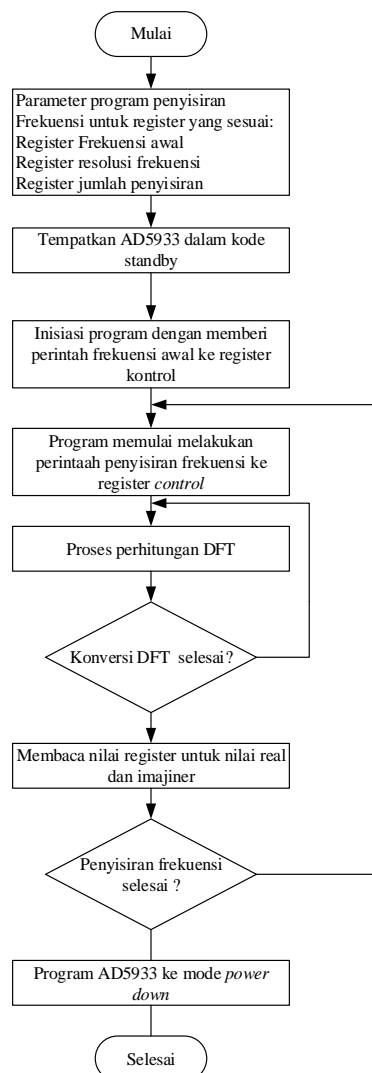 Mulai
Parameter program penyisiran
Frekuensi untuk register yang sesuai:
Register Frekuensi awal
Register resolusi frekuensi
Register jumlah penyisiran
Tempatkan AD5933 dalam kode
standby
Inisiasi program dengan memberi
perintah frekuensi awal ke register
kontrol
Program memulai melakukan
perintaah penyisiran frekuensi ke
register control
Proses perhitungan DFT
Konversi DFT selesai?
Membaca nilai register untuk nilai real
dan imajiner
Penyisiran frekuensi
selesai ?
Program AD5933 ke mode power
down
Selesai